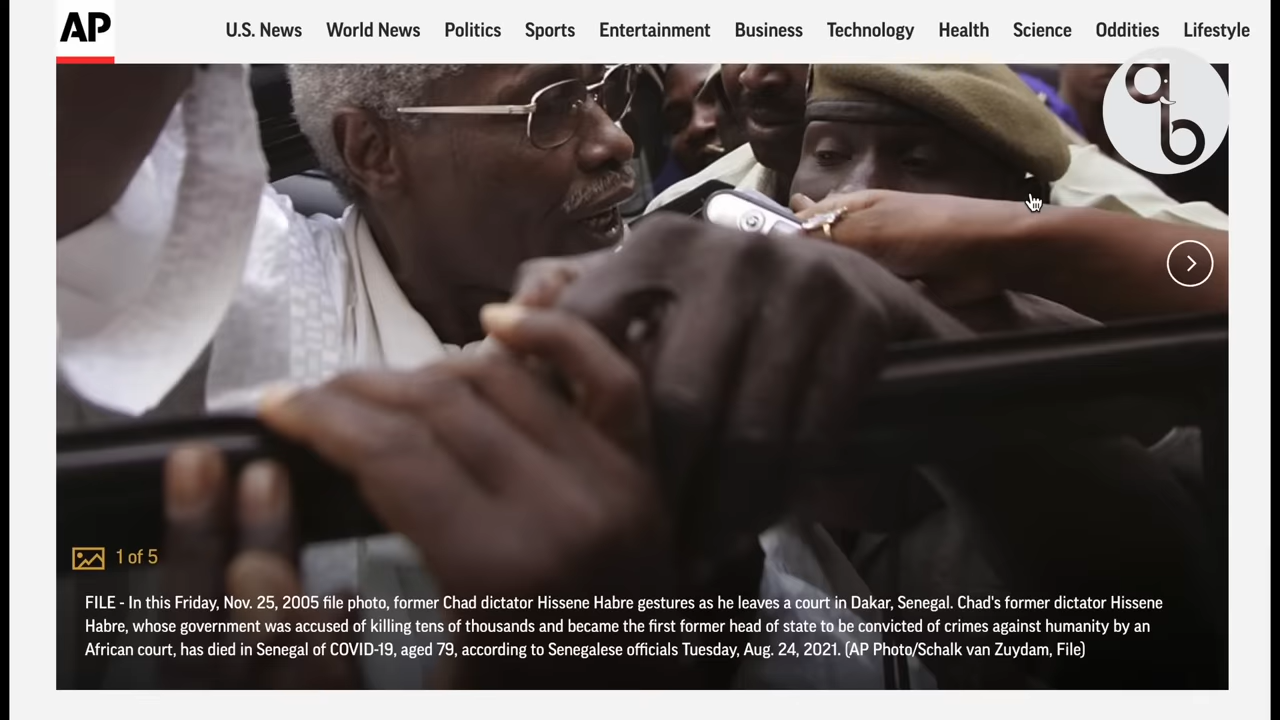 AP
U.S. News World News Politics Sports Entertainment Business Technology Health Science Oddities Lifestyle
ab
1 of 5
FILE - In this Friday, Nov. 25, 2005 file photo, former Chad dictator Hissene Habre gestures as he leaves a court in Dakar, Senegal. Chad's former dictator Hissene
Habre, whose government was accused of killing tens of thousands and became the first former head of state to be convicted of crimes against humanity by an
African court, has died in Senegal of COVID-19, aged 79, according to Senegalese officials Tuesday, Aug. 24, 2021. (AP Photo/Schalk van Zuydam, File)